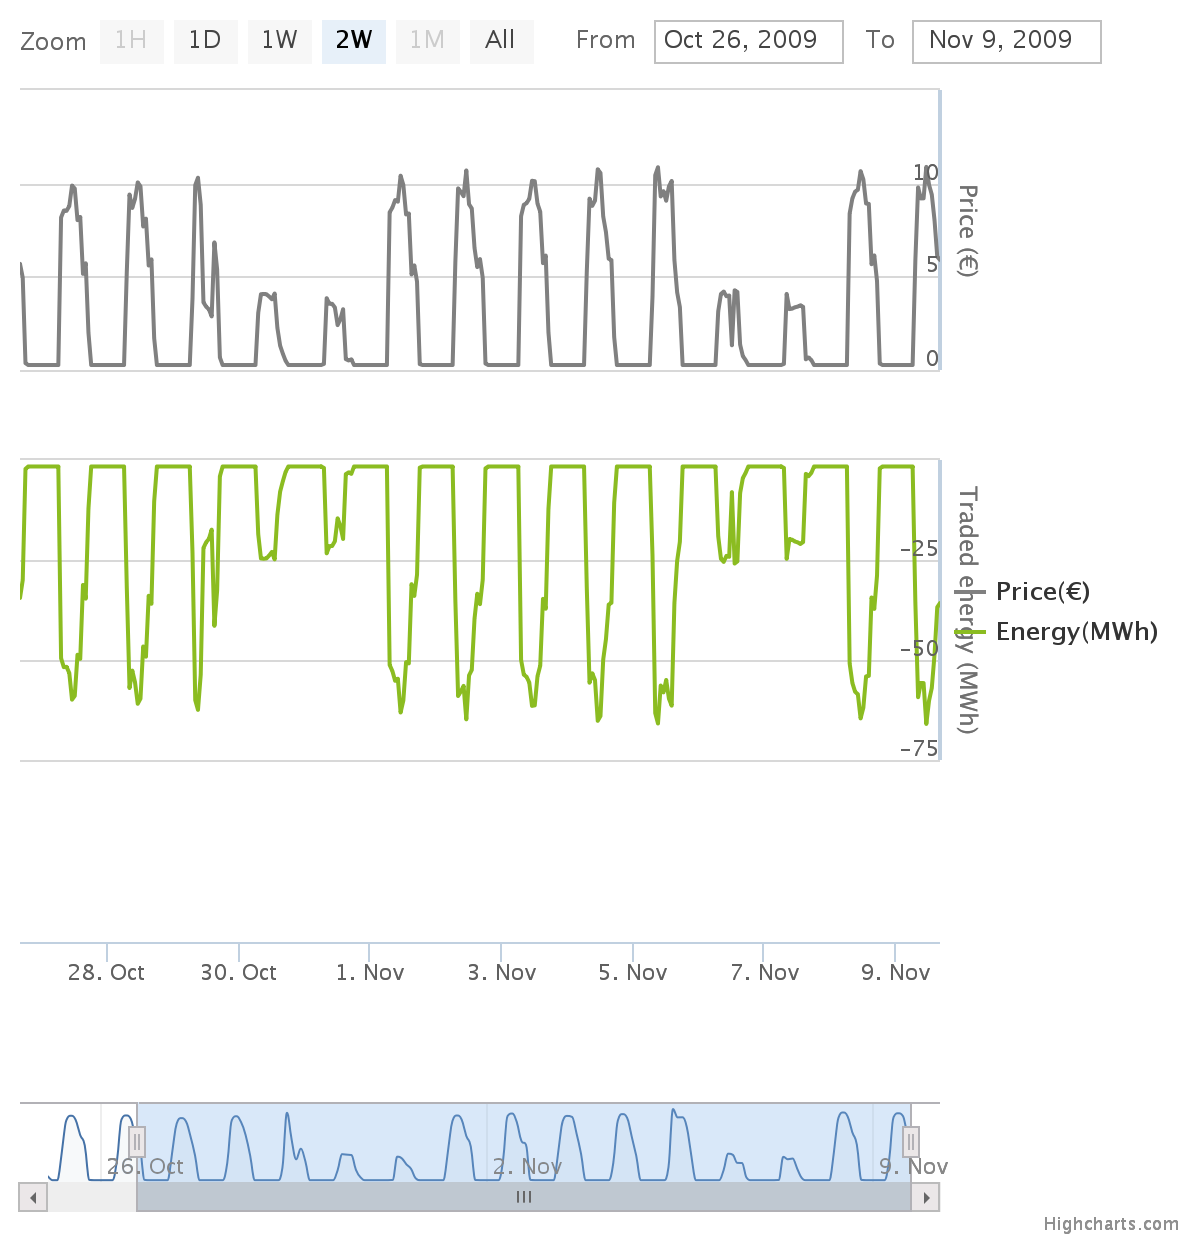 Zoom 1H 1D 1W 2W 1M All From Oct 26, 2009 To Nov 9, 2009
10
5
0
Price (€)
−25
−50
−75
Traded energy (MWh)
Price(€)
Energy(MWh)
28. Oct 30. Oct 1. Nov 3. Nov 5. Nov 7. Nov 9. Nov
26. Oct 2. Nov 9. Nov
Highcharts.com